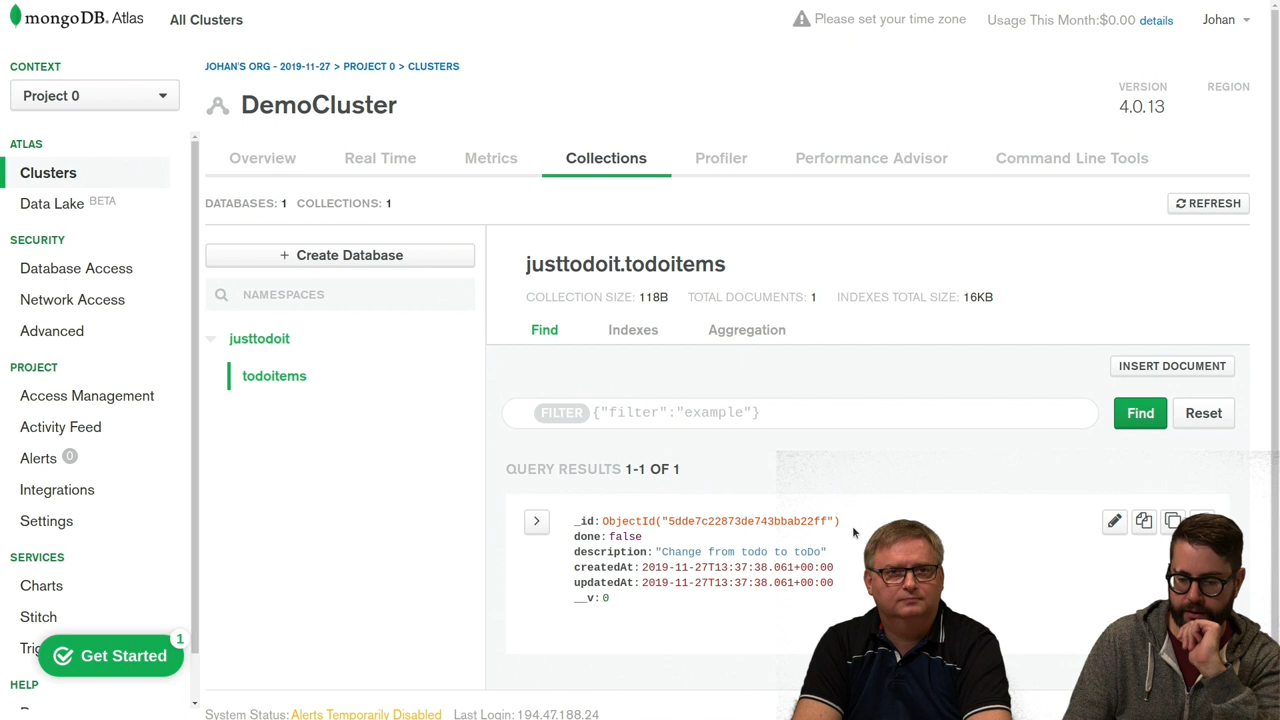 mongoDB. Atlas All Clusters Please set your time zone Usage This Month:$0.00 details Johan
CONTEXT
Project 0
ATLAS
Clusters
Data Lake BETA
SECURITY
Database Access
Network Access
Advanced
PROJECT
Access Management
Activity Feed
Alerts 0
Integrations
Settings
SERVICES
Charts
Stitch
Get Started 1
HELP
JOHAN'S ORG - 2019-11-27 > PROJECT 0 > CLUSTERS
DemoCluster
VERSION REGION
4.0.13
Overview Real Time Metrics Collections Profiler Performance Advisor Command Line Tools
DATABASES: 1 COLLECTIONS: 1 REFRESH
+ Create Database
NAMESPACES
justtodoit
todoitems
justtodoit.todoitems
COLLECTION SIZE: 118B TOTAL DOCUMENTS: 1 INDEXES TOTAL SIZE: 16KB
Find Indexes Aggregation
INSERT DOCUMENT
FILTER {"filter":"example"} Find Reset
QUERY RESULTS 1-1 OF 1
_id: ObjectId("5dde7c22873de743bbab22ff")
done: false
description: "Change from todo to toDo"
createdAt: 2019-11-27T13:37:38.061+00:00
updatedAt: 2019-11-27T13:37:38.061+00:00
__v: 0
System Status: Alerts Temporarily Disabled Last Login: 194.47.188.24